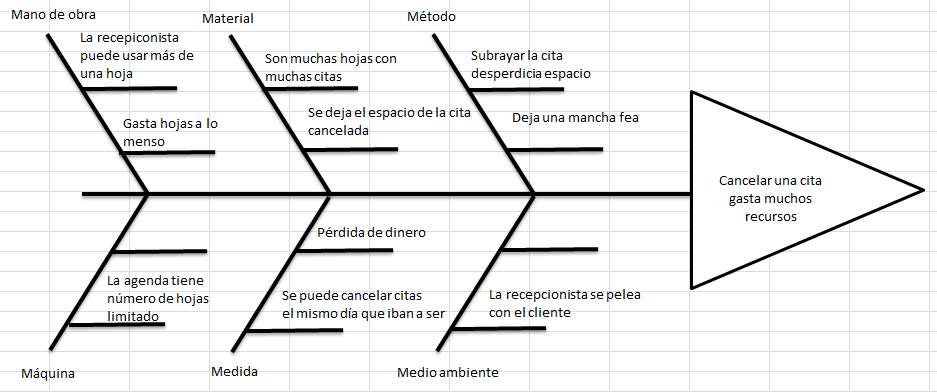 Mano de obra
Material
Método
La recepiconista
puede usar más de
una hoja
Son muchas hojas con
muchas citas
Subrayar la cita
desperdicia espacio
Gasta hojas a lo
menso
Se deja el espacio de la cita
cancelada
Deja una mancha fea
Cancelar una cita
gasta muchos
recursos
Pérdida de dinero
La agenda tiene
número de hojas
limitado
Se puede cancelar citas
el mismo día que iban a ser
La recepcionista se pelea
con el cliente
Máquina
Medida
Medio ambiente